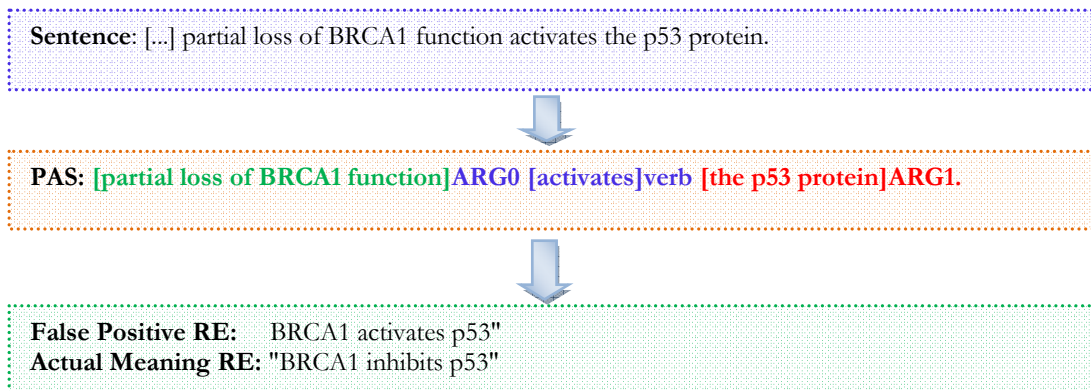 Sentence: [...] partial loss of BRCA1 function activates the p53 protein.
PAS: [partial loss of BRCA1 function]ARG0 [activates]verb [the p53 protein]ARG1.
False Positive RE: BRCA1 activates p53"
Actual Meaning RE: "BRCA1 inhibits p53"